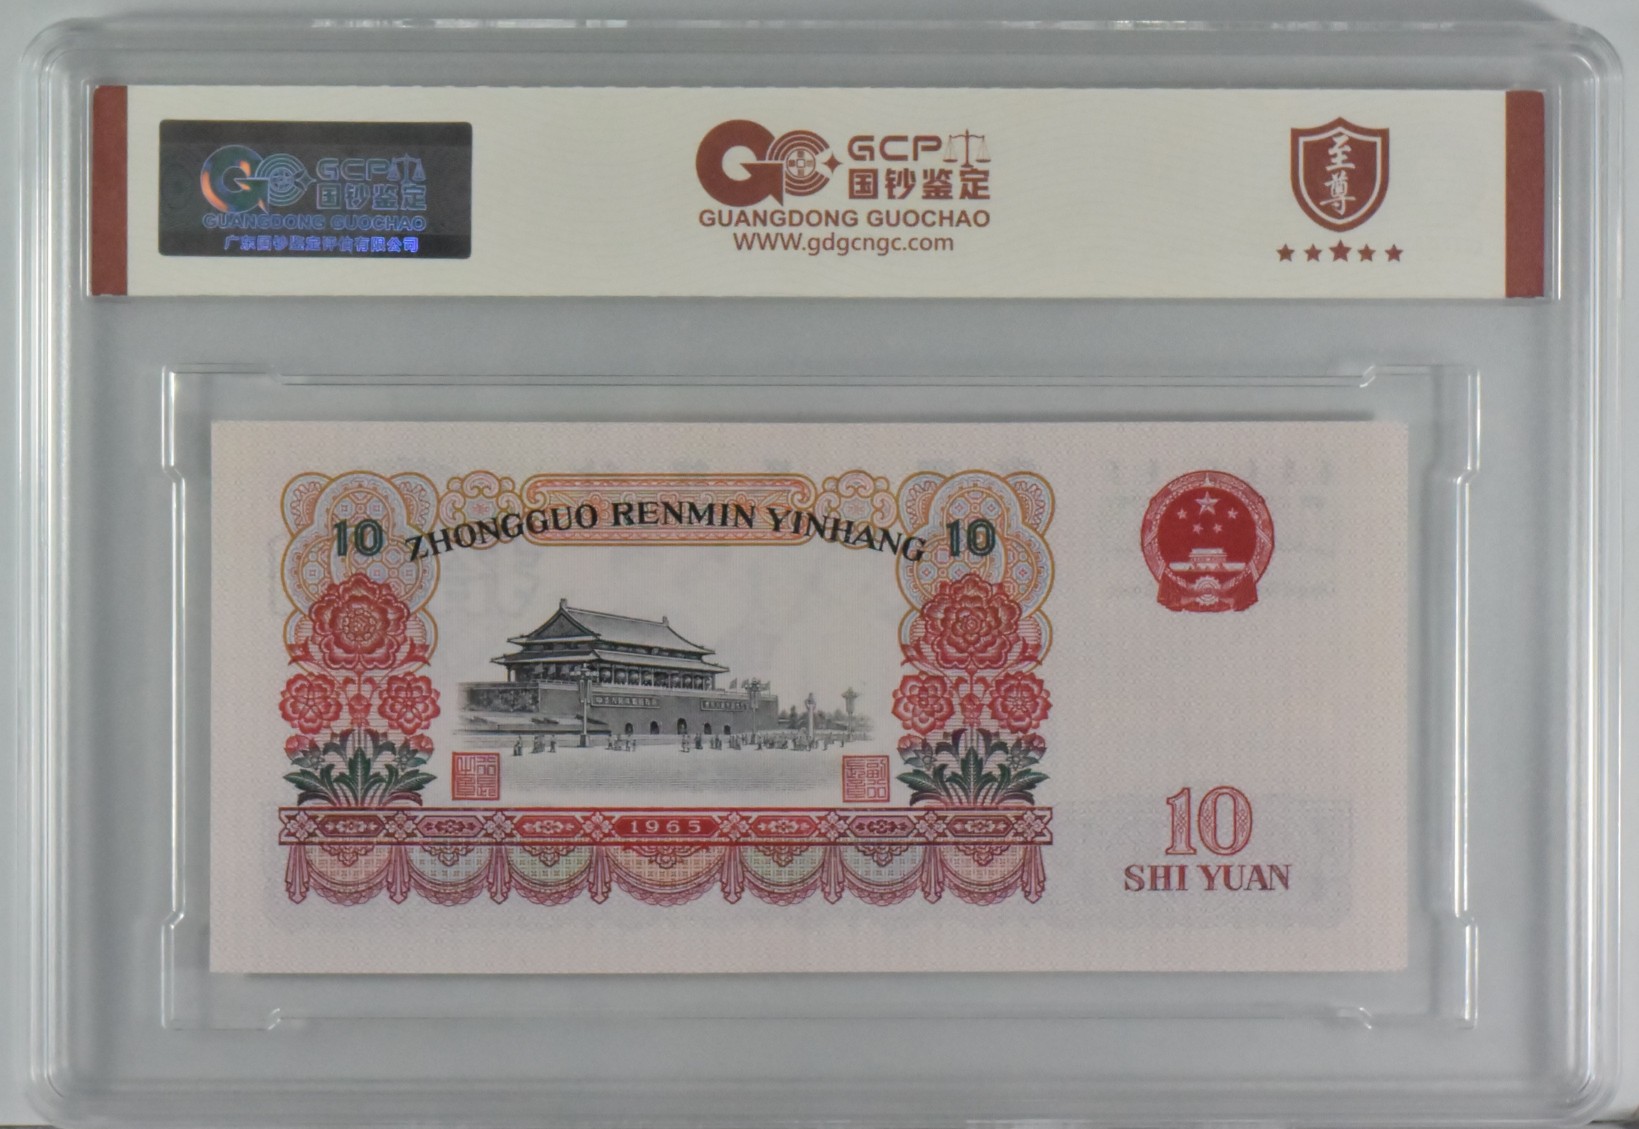 GCP
国钞鉴定
GUANGDONG GUOCHAO
广东国钞鉴定评估有限公司
GCP
国钞鉴定
GUANGDONG GUOCHAO
WWW.gdgcngc.com
至尊
10 ZHONGGUO RENMIN YINHANG 10
1965
10
SHI YUAN